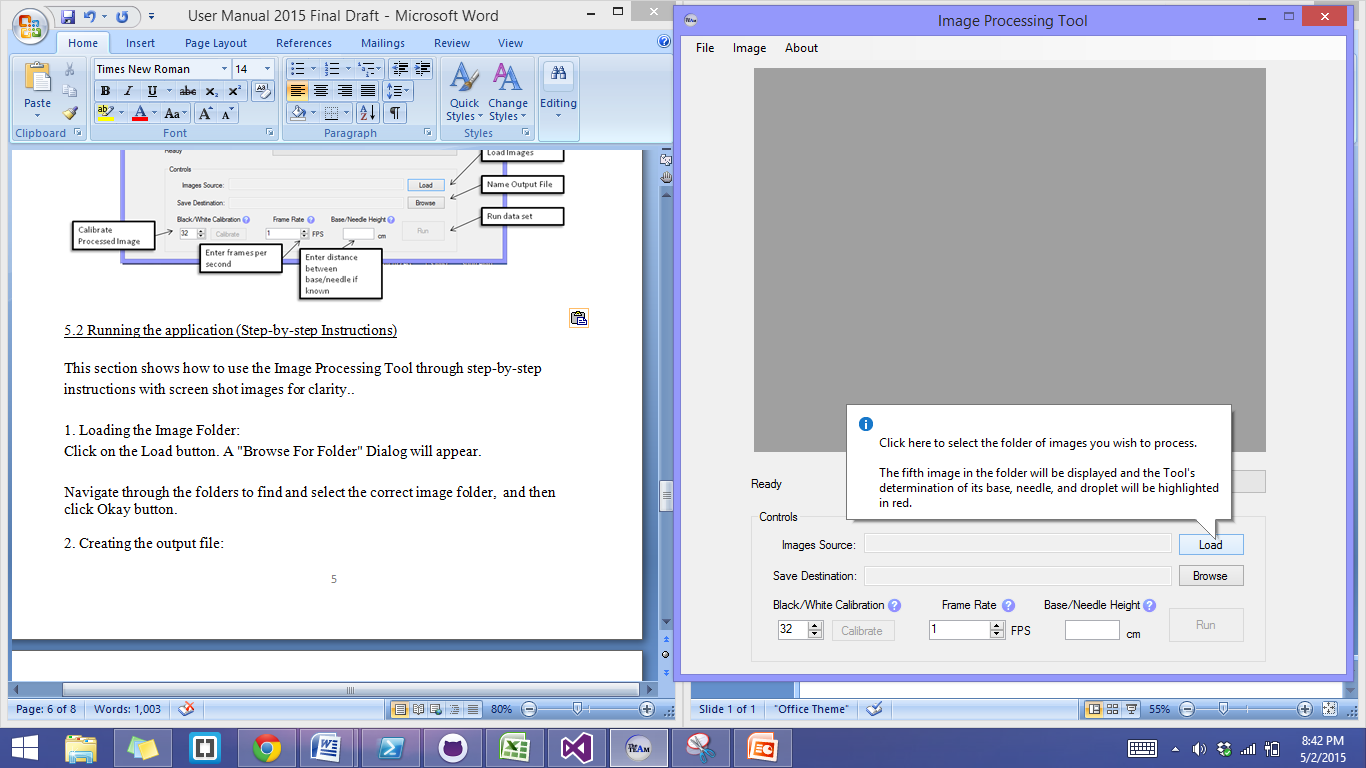 User Manual 2015 Final Draft - Microsoft Word
Home Insert Page Layout References Mailings Review View
Times New Roman 14
Paste
B I U abc x₂ x² Aa
Quick Styles
Change Styles
Editing
Clipboard Font Paragraph Styles
Ready
Load Images
Controls
Images Source: Load
Name Output File
Save Destination: Browse
Run data set
Black/White Calibration ? Frame Rate ? Base/Needle Height ?
32 Calibrate 1 FPS cm Run
Calibrate
Processed Image
Enter frames per
second
Enter distance
between
base/needle if
known
5.2 Running the application (Step-by-step Instructions)
This section shows how to use the Image Processing Tool through step-by-step
instructions with screen shot images for clarity..
1. Loading the Image Folder:
Click on the Load button. A "Browse For Folder" Dialog will appear.
Navigate through the folders to find and select the correct image folder, and then
click Okay button.
2. Creating the output file:
5
Page: 6 of 8 Words: 1,003 80%
Image Processing Tool
File Image About
Click here to select the folder of images you wish to process.
The fifth image in the folder will be displayed and the Tool's
determination of its base, needle, and droplet will be highlighted
in red.
Ready
Controls
Images Source: Load
Save Destination: Browse
Black/White Calibration ? Frame Rate ? Base/Needle Height ?
32 Calibrate 1 FPS cm Run
Slide 1 of 1 "Office Theme" 55%
8:42 PM
5/2/2015